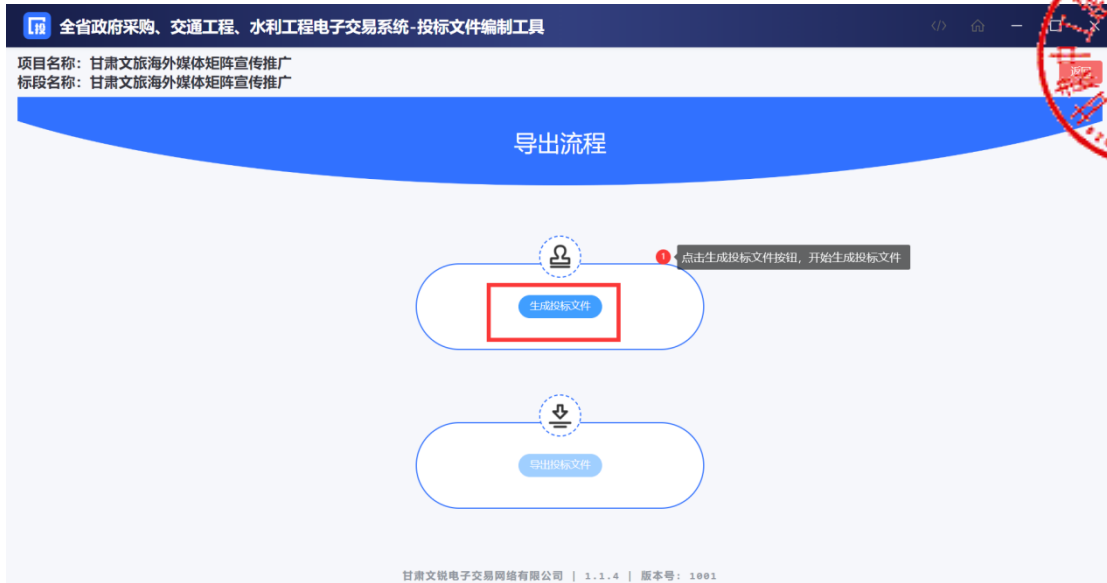 投 全省政府采购、交通工程、水利工程电子交易系统-投标文件编制工具
项目名称：甘肃文旅海外媒体矩阵宣传推广
标段名称：甘肃文旅海外媒体矩阵宣传推广
返回
导出流程
1 点击生成投标文件按钮，开始生成投标文件
生成投标文件
导出投标文件
甘肃文锐电子交易网络有限公司 | 1.1.4 | 版本号: 1001